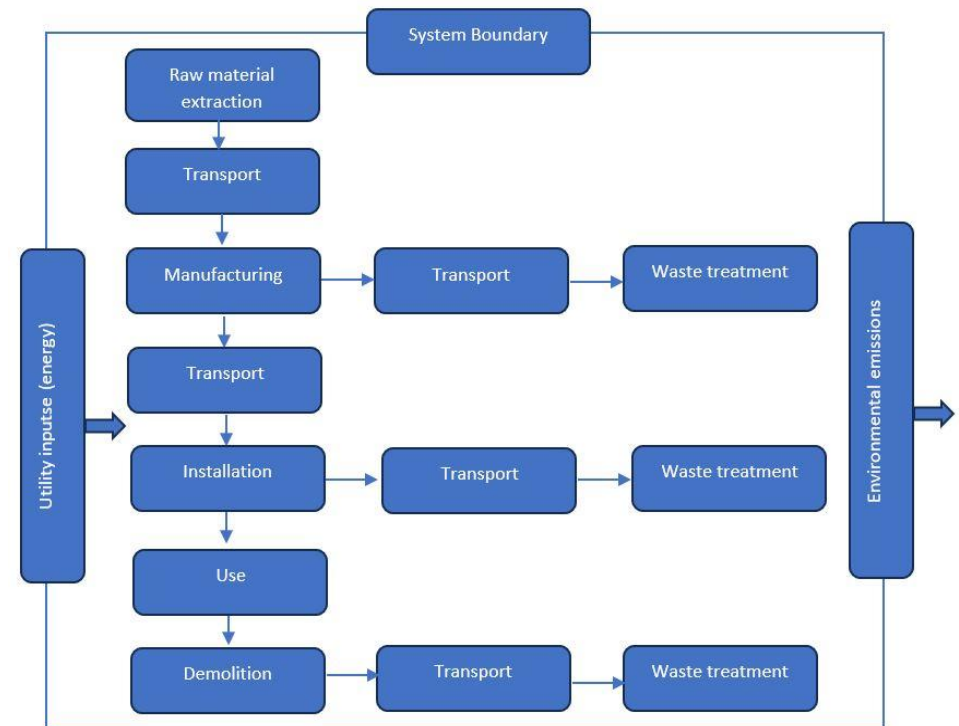 System Boundary
Raw material
extraction
Transport
Manufacturing
Transport
Waste treatment
Transport
Installation
Transport
Waste treatment
Use
Demolition
Transport
Waste treatment
Utility inputse (energy)
Environmental emissions